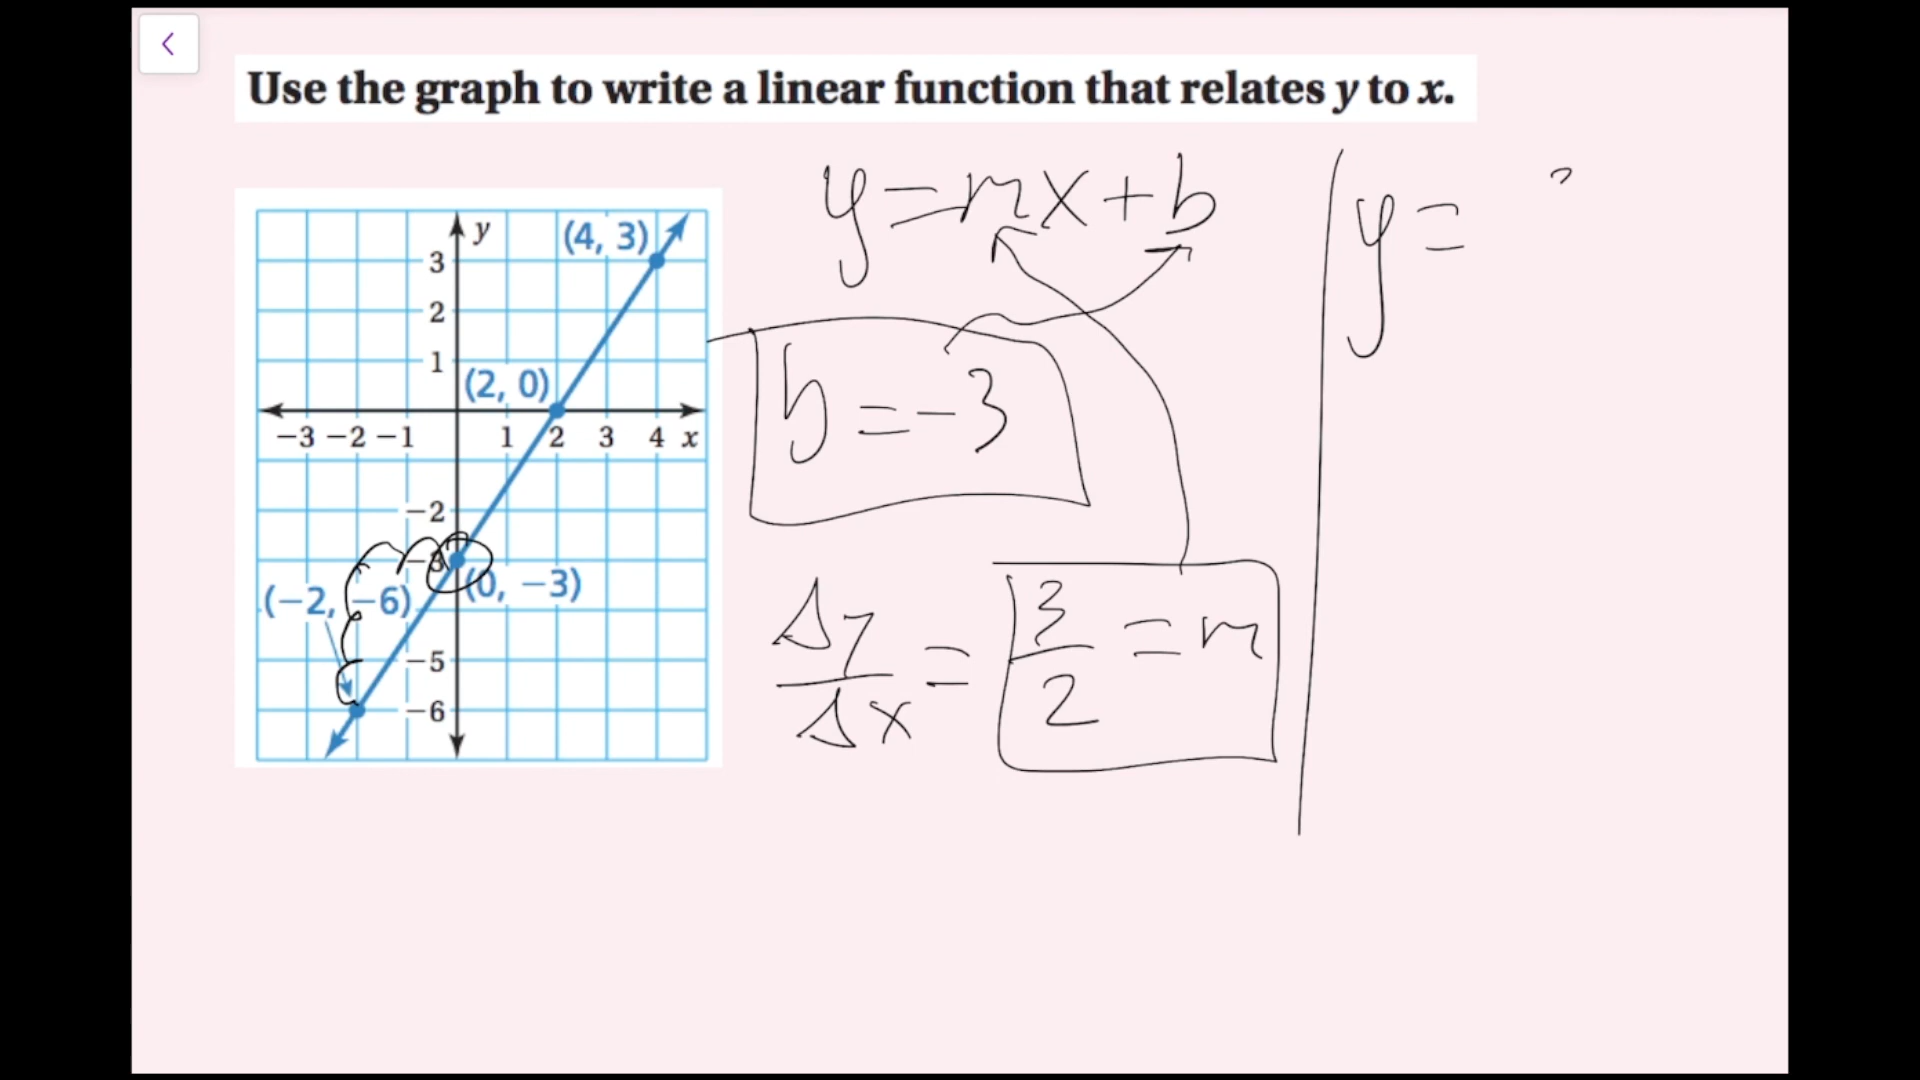 Use the graph to write a linear function that relates y to x.
y = mx + b
y =
y
(4, 3)
3
2
1
(2, 0)
−3 −2 −1 1 2 3 4 x
b = −3
−2
−3
(0, −3)
(−2, −6)
−5
−6
Δy/Δx = 3/2 = m